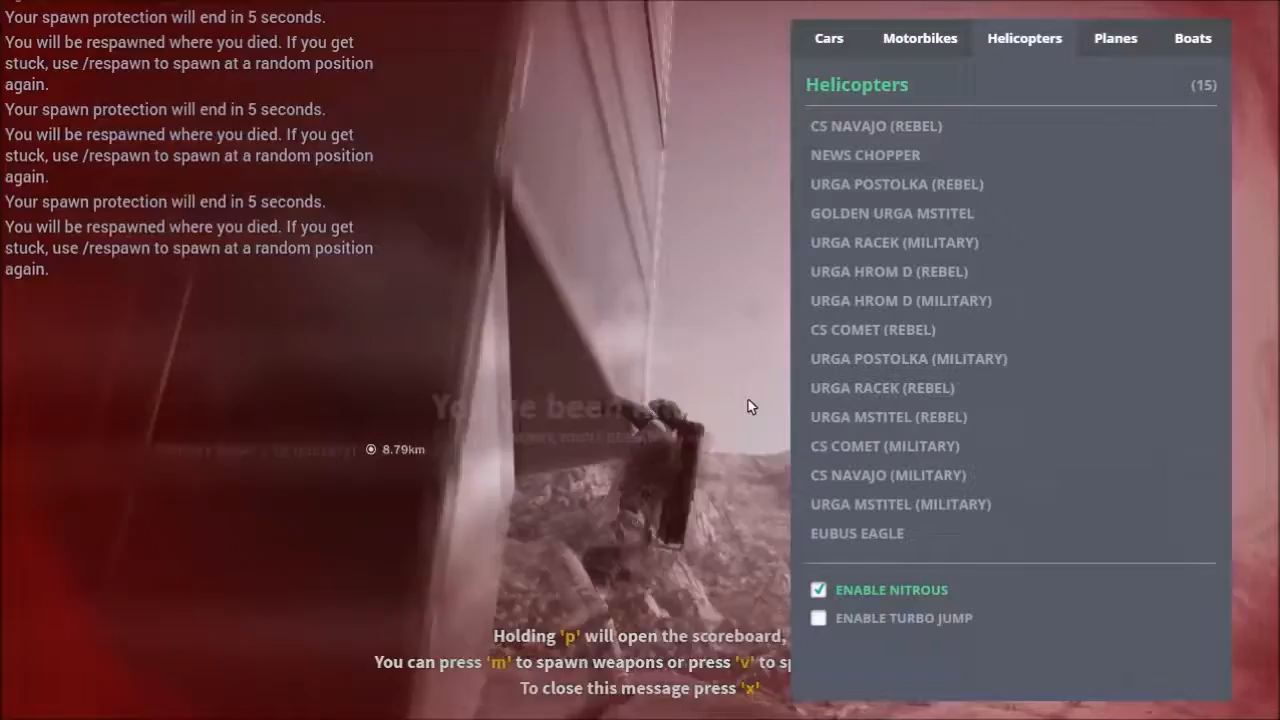 Your spawn protection will end in 5 seconds.
You will be respawned where you died. If you get
stuck, use /respawn to spawn at a random position
again.
Your spawn protection will end in 5 seconds.
You will be respawned where you died. If you get
stuck, use /respawn to spawn at a random position
again.
Your spawn protection will end in 5 seconds.
You will be respawned where you died. If you get
stuck, use /respawn to spawn at a random position
again.
You've been
8.79km
Holding 'p' will open the scoreboard,
You can press 'm' to spawn weapons or press 'v' to sp
To close this message press 'x'
Cars Motorbikes Helicopters Planes Boats
Helicopters (15)
CS NAVAJO (REBEL)
NEWS CHOPPER
URGA POSTOLKA (REBEL)
GOLDEN URGA MSTITEL
URGA RACEK (MILITARY)
URGA HROM D (REBEL)
URGA HROM D (MILITARY)
CS COMET (REBEL)
URGA POSTOLKA (MILITARY)
URGA RACEK (REBEL)
URGA MSTITEL (REBEL)
CS COMET (MILITARY)
CS NAVAJO (MILITARY)
URGA MSTITEL (MILITARY)
EUBUS EAGLE
ENABLE NITROUS
ENABLE TURBO JUMP